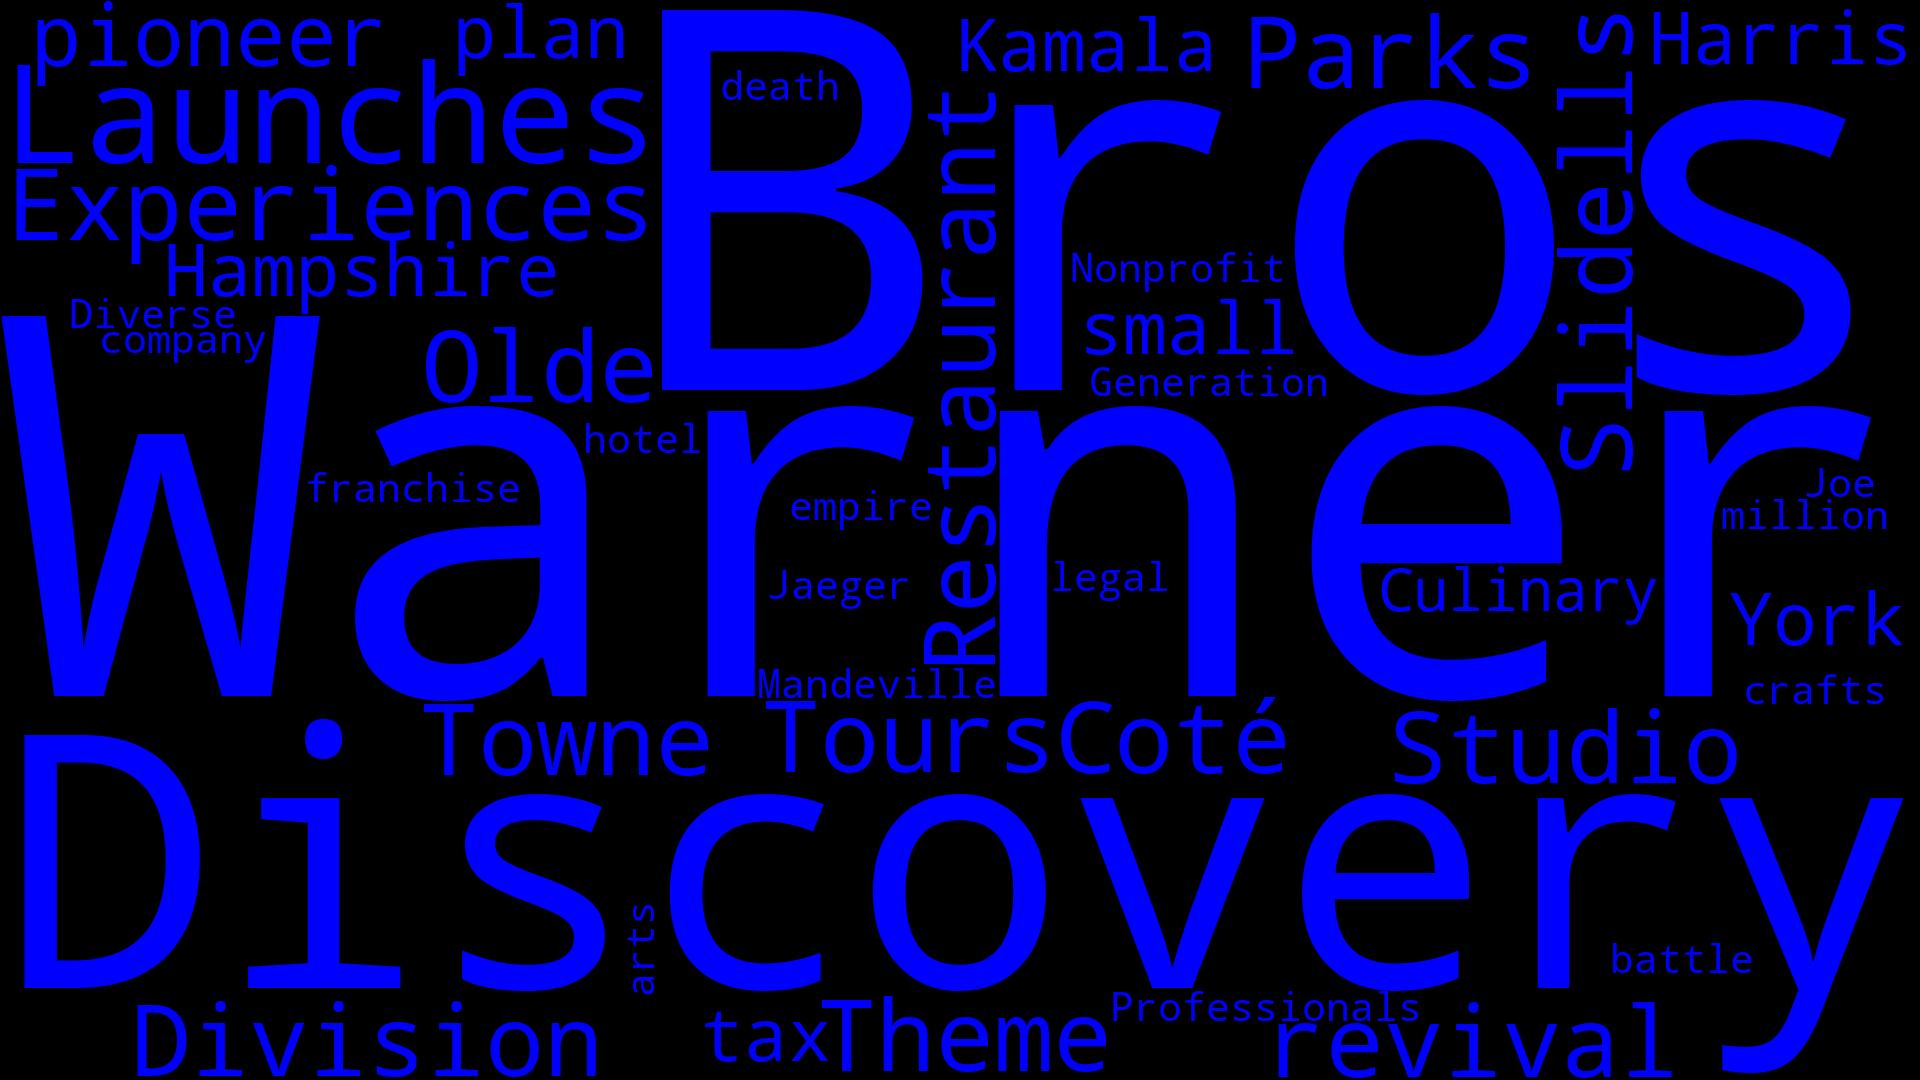 pioneer
plan
Kamala
Parks
Harris
Launches
death
Bros
Slidells
Restaurant
Experiences
Hampshire
Nonprofit
Diverse
company
small
Olde
Generation
Warner
hotel
franchise
empire
Joe
million
Jaeger
legal
Culinary
York
Mandeville
crafts
Towne
Tours
Coté
Studio
Discovery
arts
battle
Professionals
Division
tax
Theme
revival